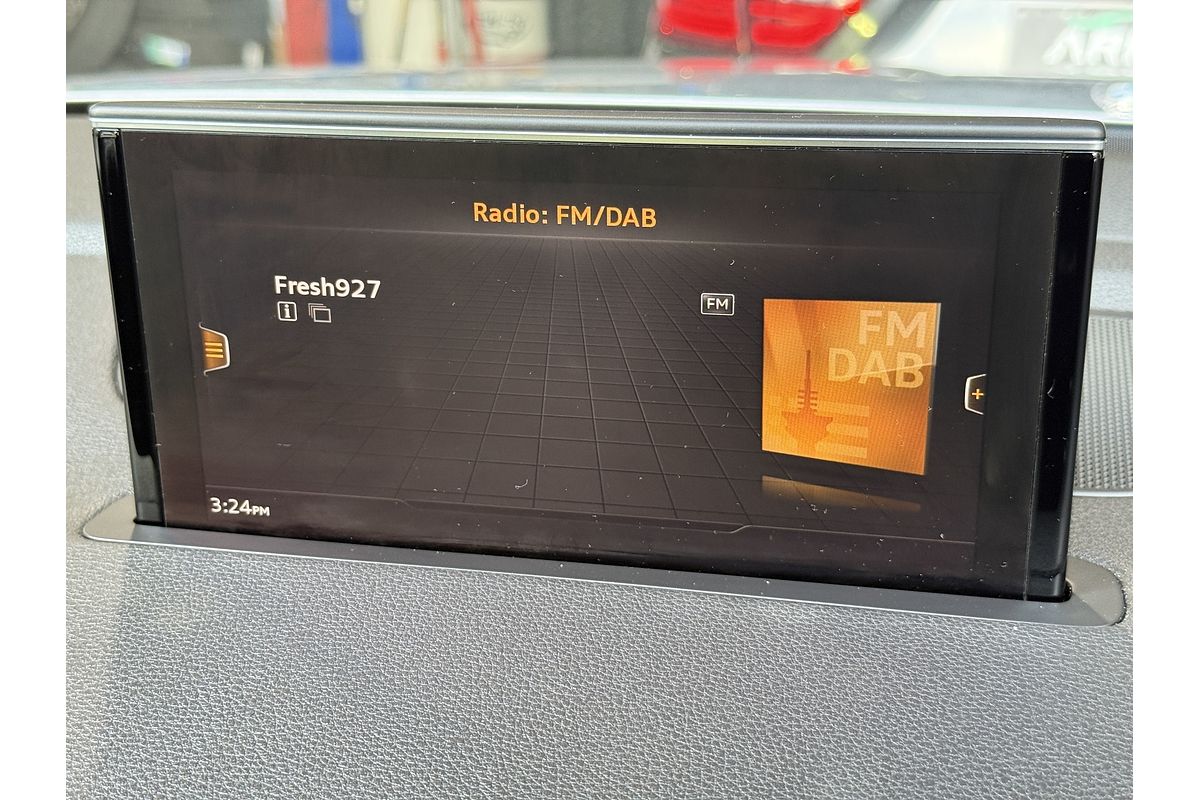 Radio: FM/DAB
Fresh927
i
FM
FM
DAB
+
3:24PM